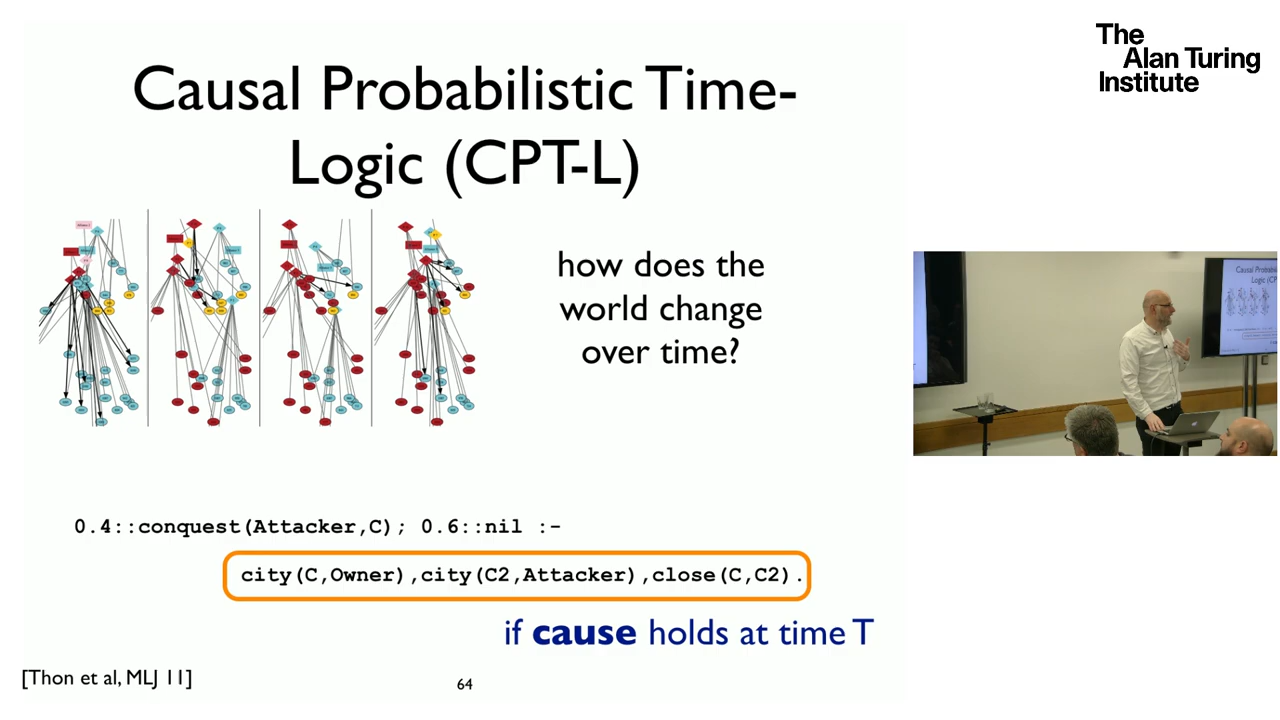 The
Alan Turing
Institute
Causal Probabilistic Time-
Logic (CPT-L)
how does the
world change
over time?
0.4::conquest(Attacker,C); 0.6::nil :-
city(C,Owner),city(C2,Attacker),close(C,C2).
if cause holds at time T
[Thon et al, MLJ 11]
64